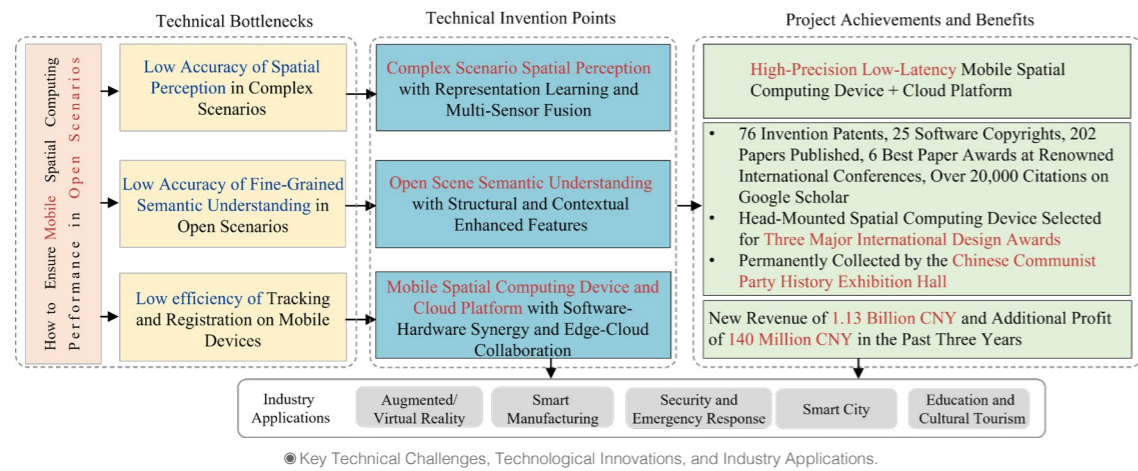 Technical Bottlenecks
Technical Invention Points
Project Achievements and Benefits
How to Ensure Mobile Spatial Computing
Performance in Open Scenarios
Low Accuracy of Spatial
Perception in Complex
Scenarios
Low Accuracy of Fine-Grained
Semantic Understanding in
Open Scenarios
Low efficiency of Tracking
and Registration on Mobile
Devices
Complex Scenario Spatial Perception
with Representation Learning and
Multi-Sensor Fusion
Open Scene Semantic Understanding
with Structural and Contextual
Enhanced Features
Mobile Spatial Computing Device and
Cloud Platform with Software-
Hardware Synergy and Edge-Cloud
Collaboration
High-Precision Low-Latency Mobile Spatial
Computing Device + Cloud Platform
• 76 Invention Patents, 25 Software Copyrights, 202
Papers Published, 6 Best Paper Awards at Renowned
International Conferences, Over 20,000 Citations on
Google Scholar
• Head-Mounted Spatial Computing Device Selected
for Three Major International Design Awards
• Permanently Collected by the Chinese Communist
Party History Exhibition Hall
New Revenue of 1.13 Billion CNY and Additional Profit
of 140 Million CNY in the Past Three Years
Industry
Applications
Augmented/
Virtual Reality
Smart
Manufacturing
Security and
Emergency Response
Smart City
Education and
Cultural Tourism
◉ Key Technical Challenges, Technological Innovations, and Industry Applications.